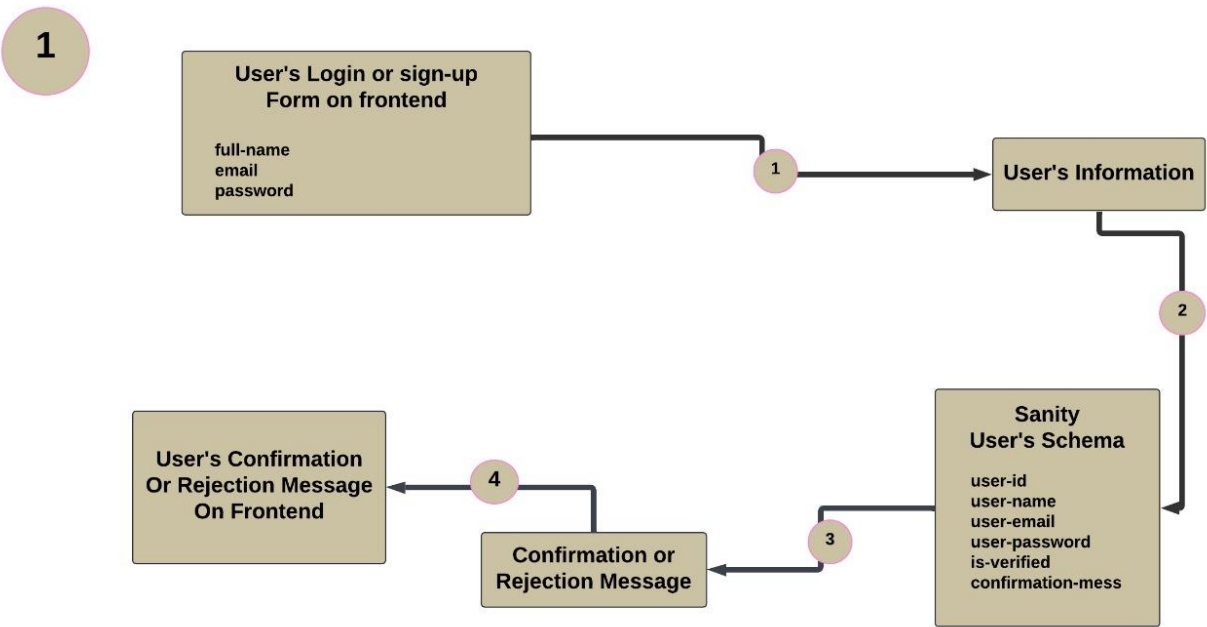 1
User's Login or sign-up
Form on frontend
full-name
email
password
1
User's Information
2
Sanity
User's Schema
user-id
user-name
user-email
user-password
is-verified
confirmation-mess
3
Confirmation or
Rejection Message
4
User's Confirmation
Or Rejection Message
On Frontend